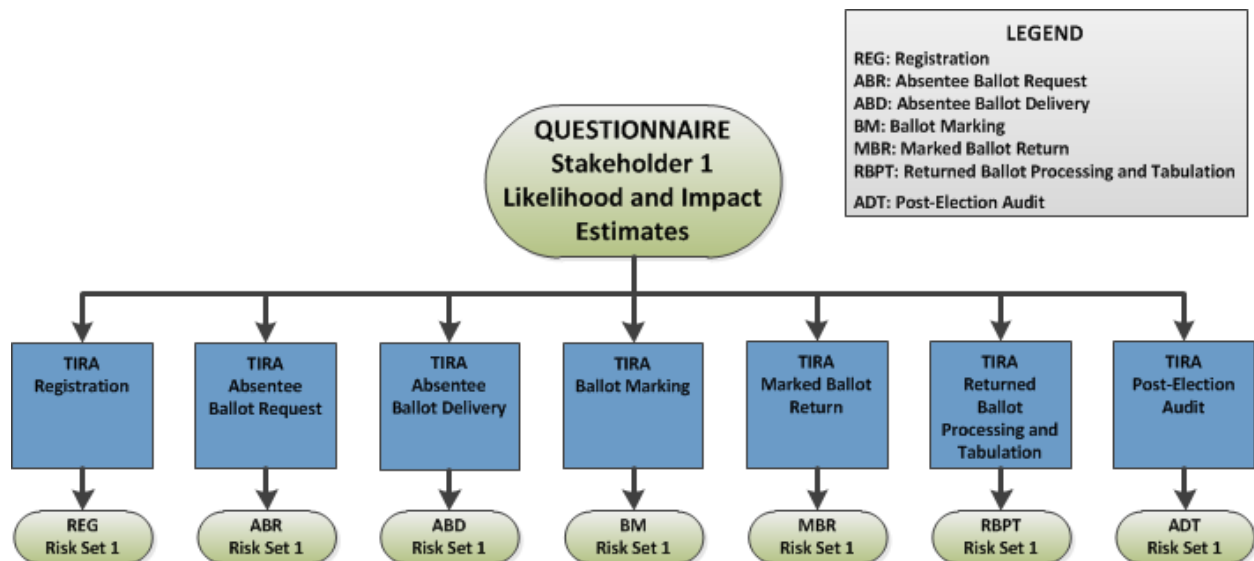 LEGEND
REG: Registration
ABR: Absentee Ballot Request
ABD: Absentee Ballot Delivery
BM: Ballot Marking
MBR: Marked Ballot Return
RBPT: Returned Ballot Processing and Tabulation
ADT: Post-Election Audit
QUESTIONNAIRE
Stakeholder 1
Likelihood and Impact
Estimates
TIRA
Registration
TIRA
Absentee
Ballot Request
TIRA
Absentee
Ballot Delivery
TIRA
Ballot Marking
TIRA
Marked Ballot
Return
TIRA
Returned
Ballot
Processing and
Tabulation
TIRA
Post-Election
Audit
REG
Risk Set 1
ABR
Risk Set 1
ABD
Risk Set 1
BM
Risk Set 1
MBR
Risk Set 1
RBPT
Risk Set 1
ADT
Risk Set 1